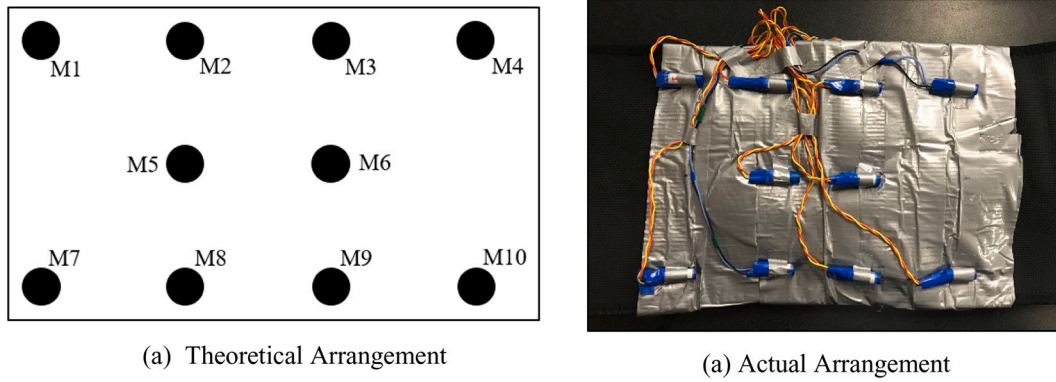 M1 M2 M3 M4
M5 M6
M7 M8 M9 M10
(a) Theoretical Arrangement
(a) Actual Arrangement